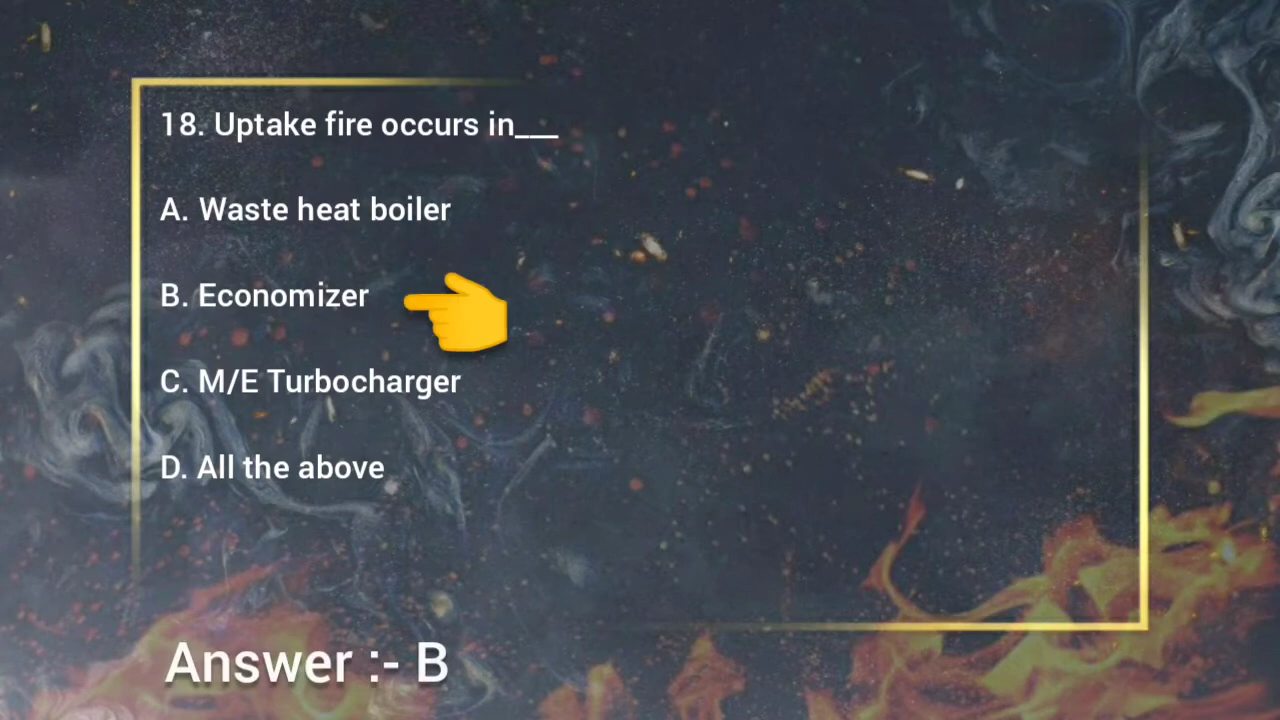 18. Uptake fire occurs in___
A. Waste heat boiler
B. Economizer
C. M/E Turbocharger
D. All the above
Answer :- B